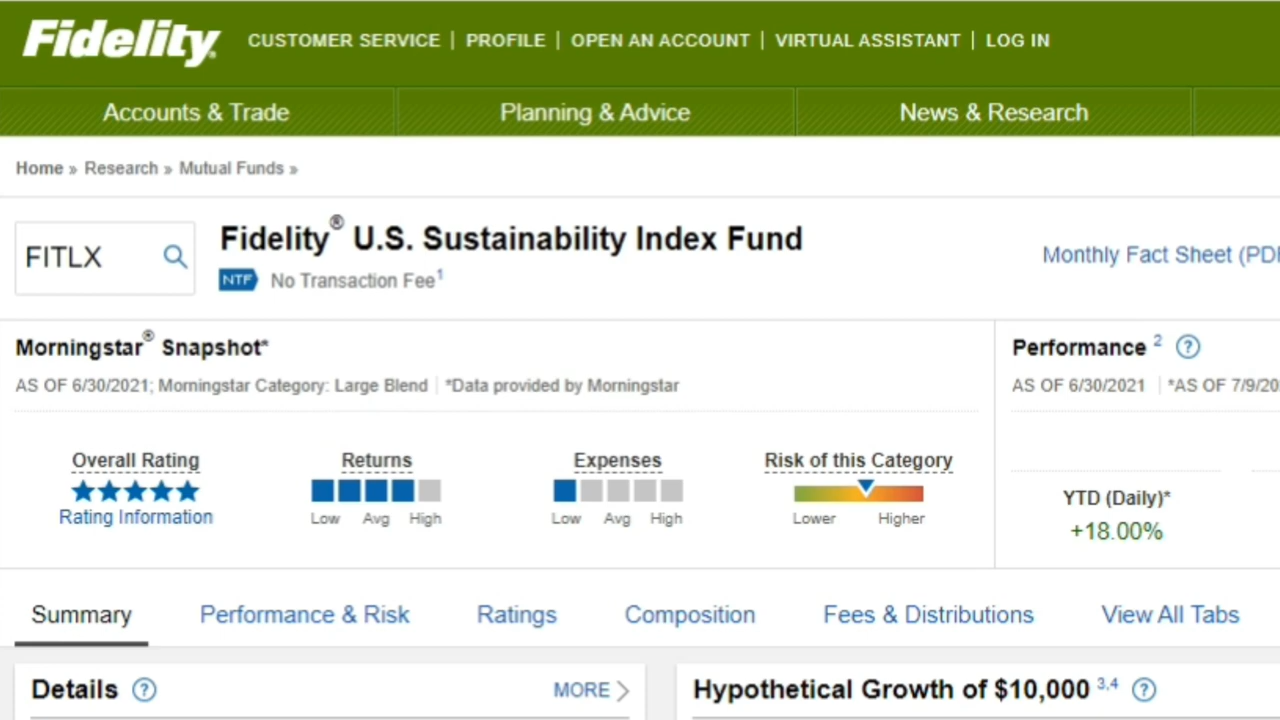 Fidelity
CUSTOMER SERVICE | PROFILE | OPEN AN ACCOUNT | VIRTUAL ASSISTANT | LOG IN
Accounts & Trade Planning & Advice News & Research
Home » Research » Mutual Funds »
FITLX
Fidelity® U.S. Sustainability Index Fund
NTF No Transaction Fee1
Monthly Fact Sheet (PDF
Morningstar® Snapshot*
AS OF 6/30/2021; Morningstar Category: Large Blend | *Data provided by Morningstar
Performance 2 ?
AS OF 6/30/2021 | *AS OF 7/9/20
Overall Rating
Rating Information
Returns
Low Avg High
Expenses
Low Avg High
Risk of this Category
Lower Higher
YTD (Daily)*
+18.00%
Summary Performance & Risk Ratings Composition Fees & Distributions View All Tabs
Details ? MORE
Hypothetical Growth of $10,000 3,4 ?